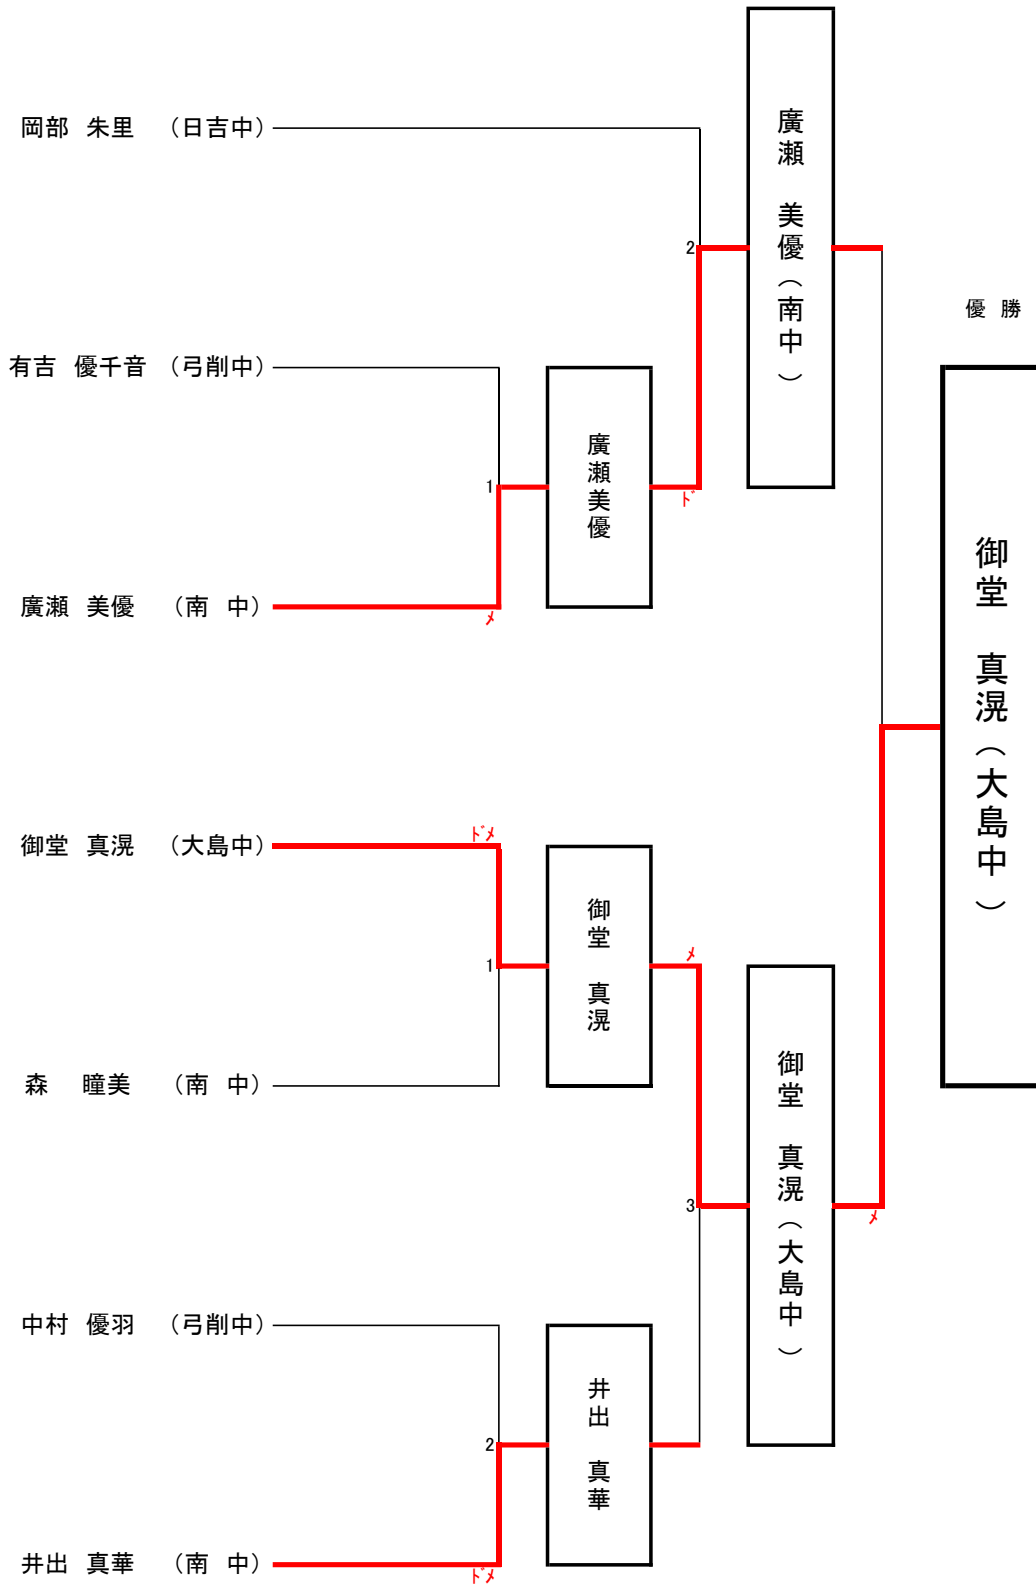 岡部 朱里 （日吉中）
有吉 優千音 （弓削中）
廣瀬 美優 （南 中）
御堂 真滉 （大島中）
森 瞳美 （南 中）
中村 優羽 （弓削中）
井出 真華 （南 中）
1
ﾒ
ﾄﾞﾒ
1
2
ﾄﾞﾒ
廣瀬美優
御堂 真滉
井出 真華
2
ﾄﾞ
ﾒ
3
廣瀬 美優（南中）
御堂 真滉（大島中）
ﾒ
優 勝
御堂 真滉（大島中）